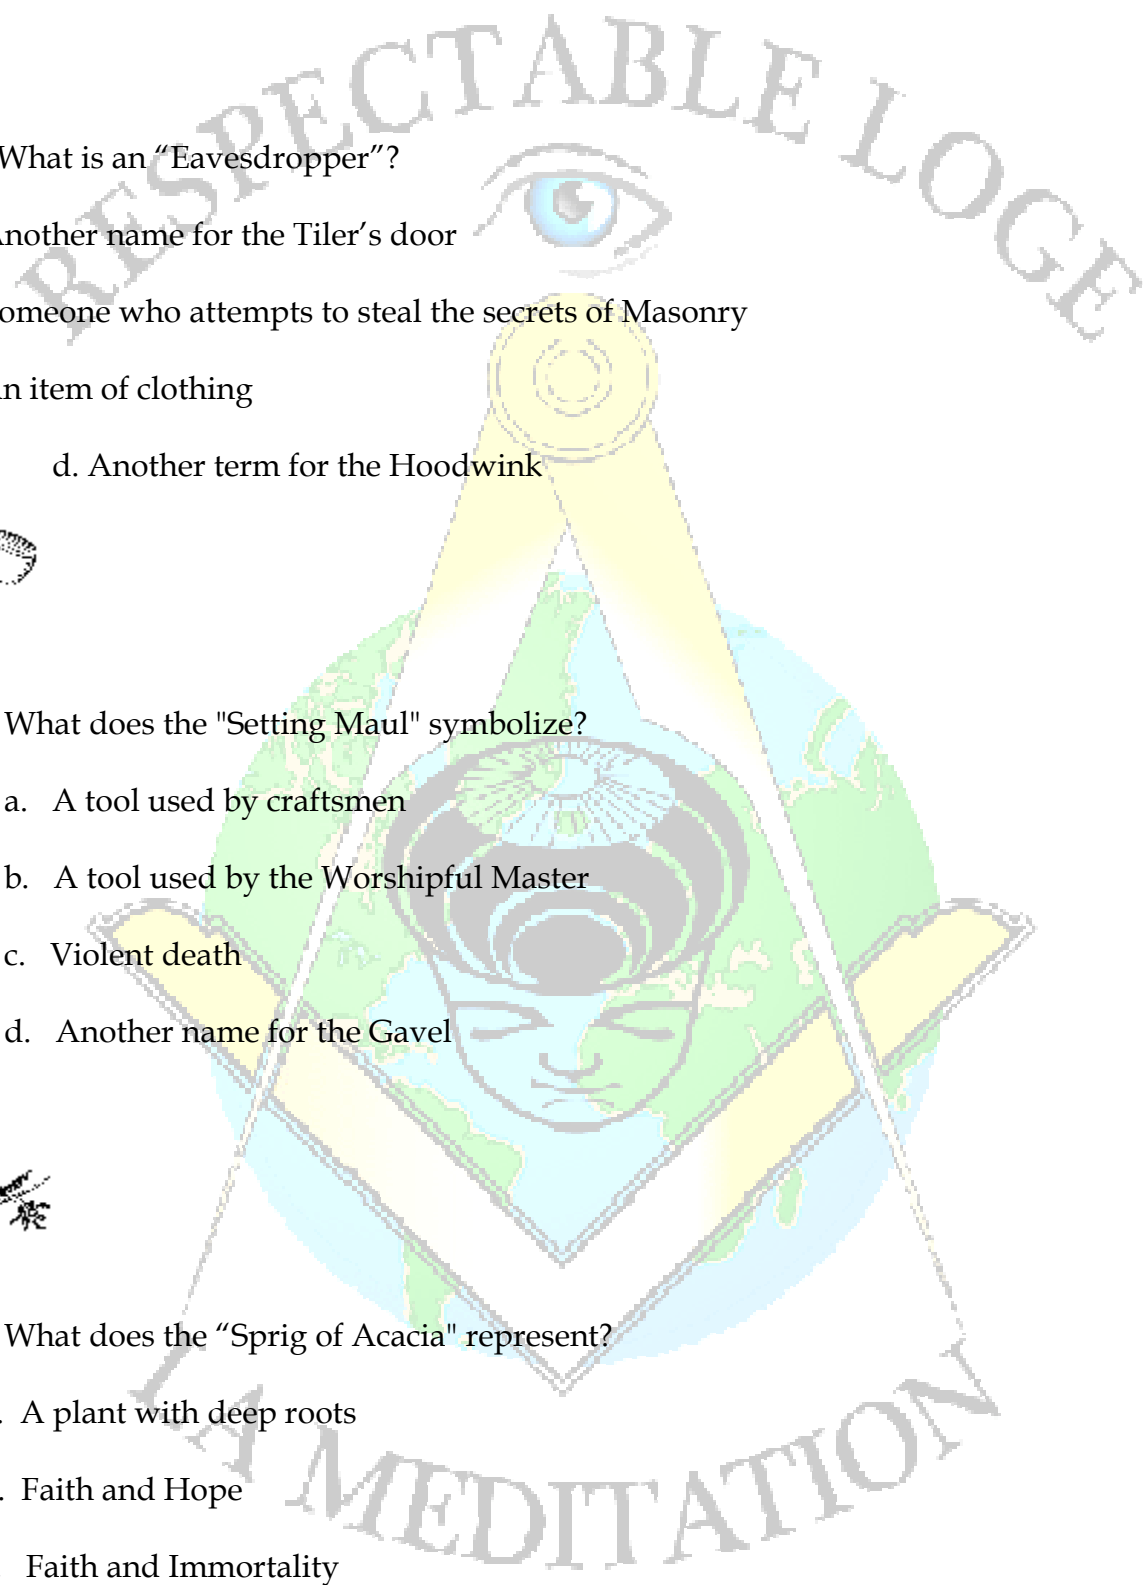 RESPECTABLE LOGE
What is an “Eavesdropper”?
nother name for the Tiler’s door
omeone who attempts to steal the secrets of Masonry
n item of clothing
d. Another term for the Hoodwink
What does the "Setting Maul" symbolize?
a. A tool used by craftsmen
b. A tool used by the Worshipful Master
c. Violent death
d. Another name for the Gavel
What does the “Sprig of Acacia" represent?
. A plant with deep roots
. Faith and Hope
Faith and Immortality
LA MEDITATION